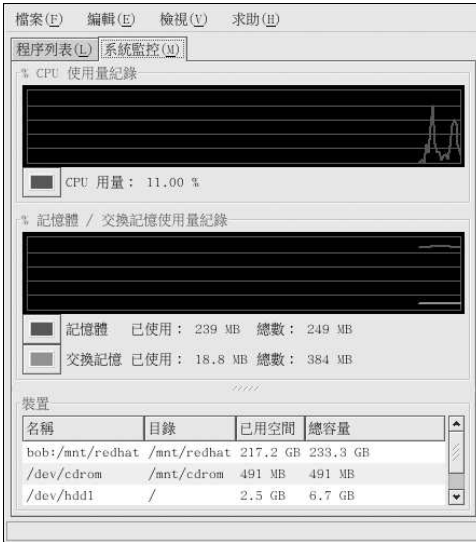 檔案(F) 編輯(E) 檢視(V) 求助(H)
程序列表(L) 系統監控(M)
% CPU 使用量紀錄
CPU 用量： 11.00 %
% 記憶體 / 交換記憶使用量紀錄
記憶體 已使用： 239 MB 總數： 249 MB
交換記憶 已使用： 18.8 MB 總數： 384 MB
裝置
名稱 目錄 已用空間 總容量
bob:/mnt/redhat /mnt/redhat 217.2 GB 233.3 GB
/dev/cdrom /mnt/cdrom 491 MB 491 MB
/dev/hdd1 / 2.5 GB 6.7 GB